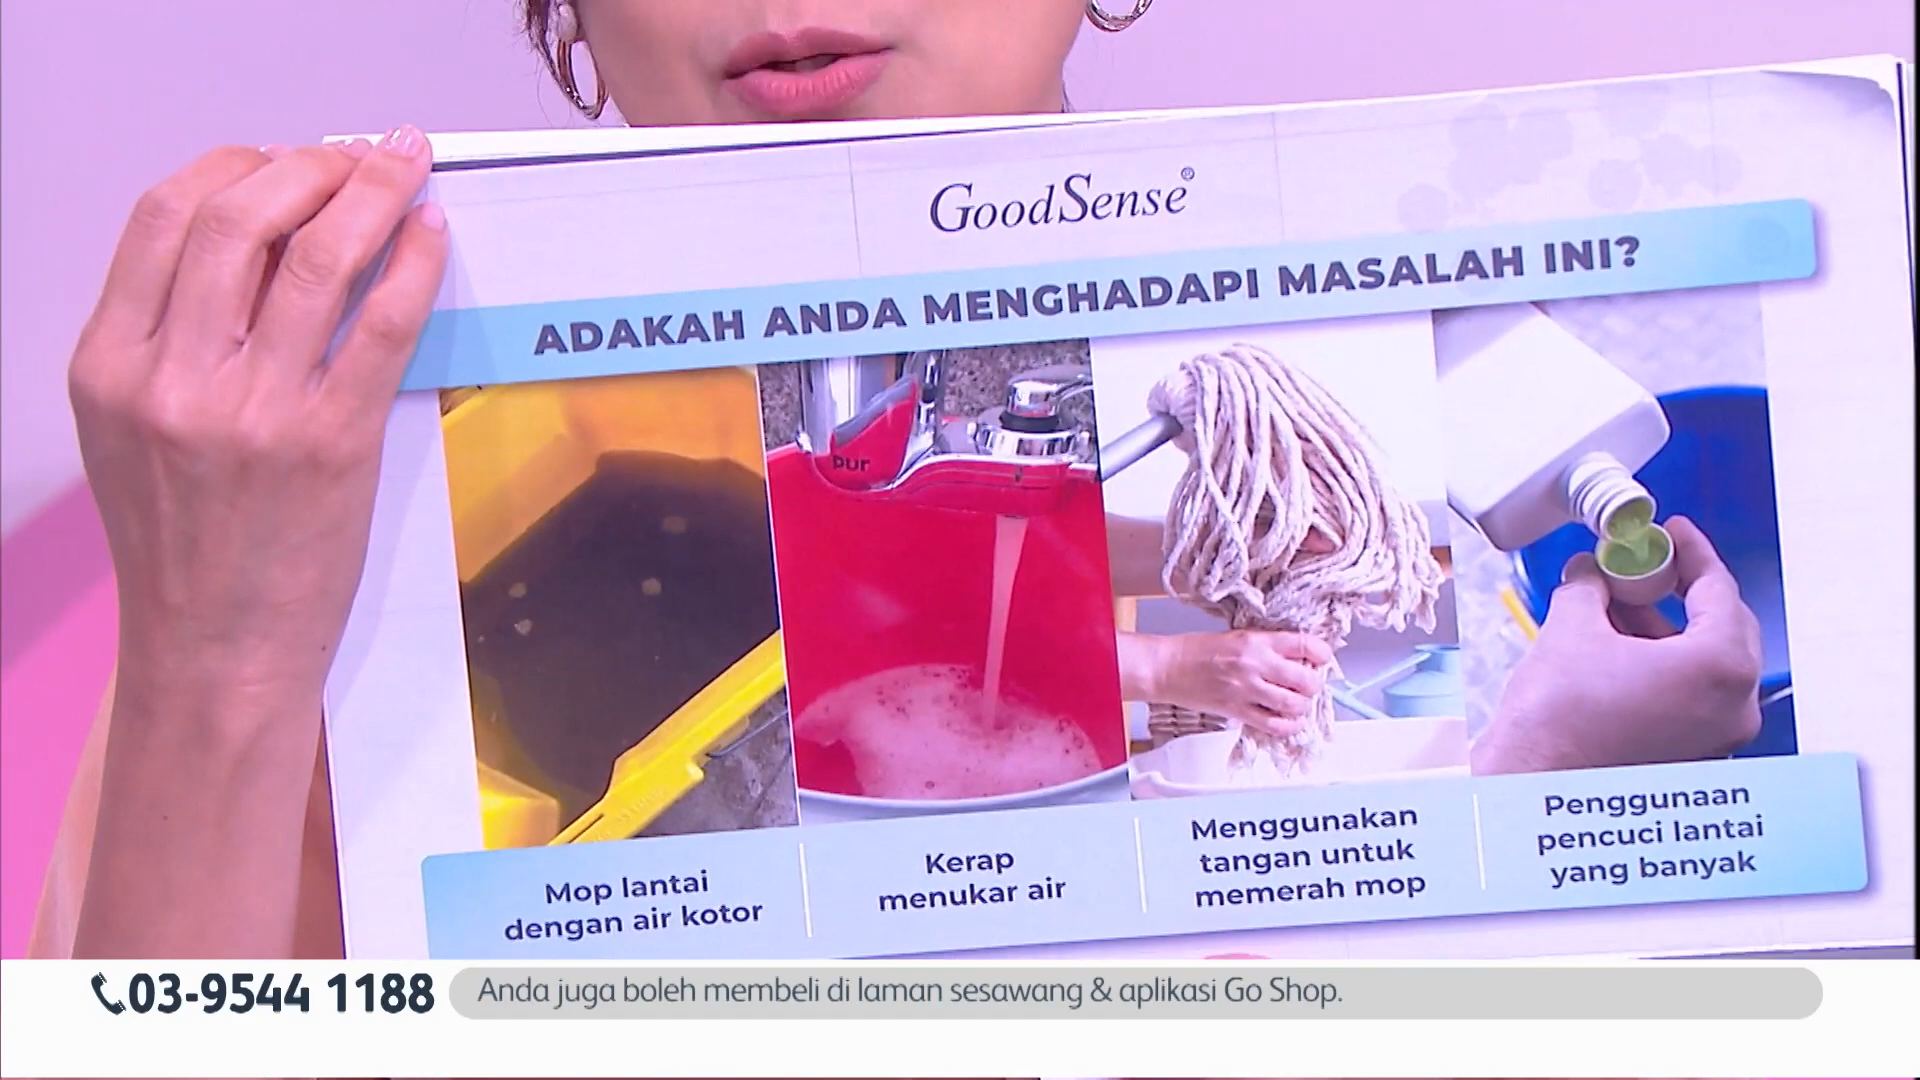 GoodSense®
ADAKAH ANDA MENGHADAPI MASALAH INI?
pur
Mop lantai
dengan air kotor
Kerap
menukar air
Menggunakan
tangan untuk
memerah mop
Penggunaan
pencuci lantai
yang banyak
03-9544 1188
Anda juga boleh membeli di laman sesawang & aplikasi Go Shop.